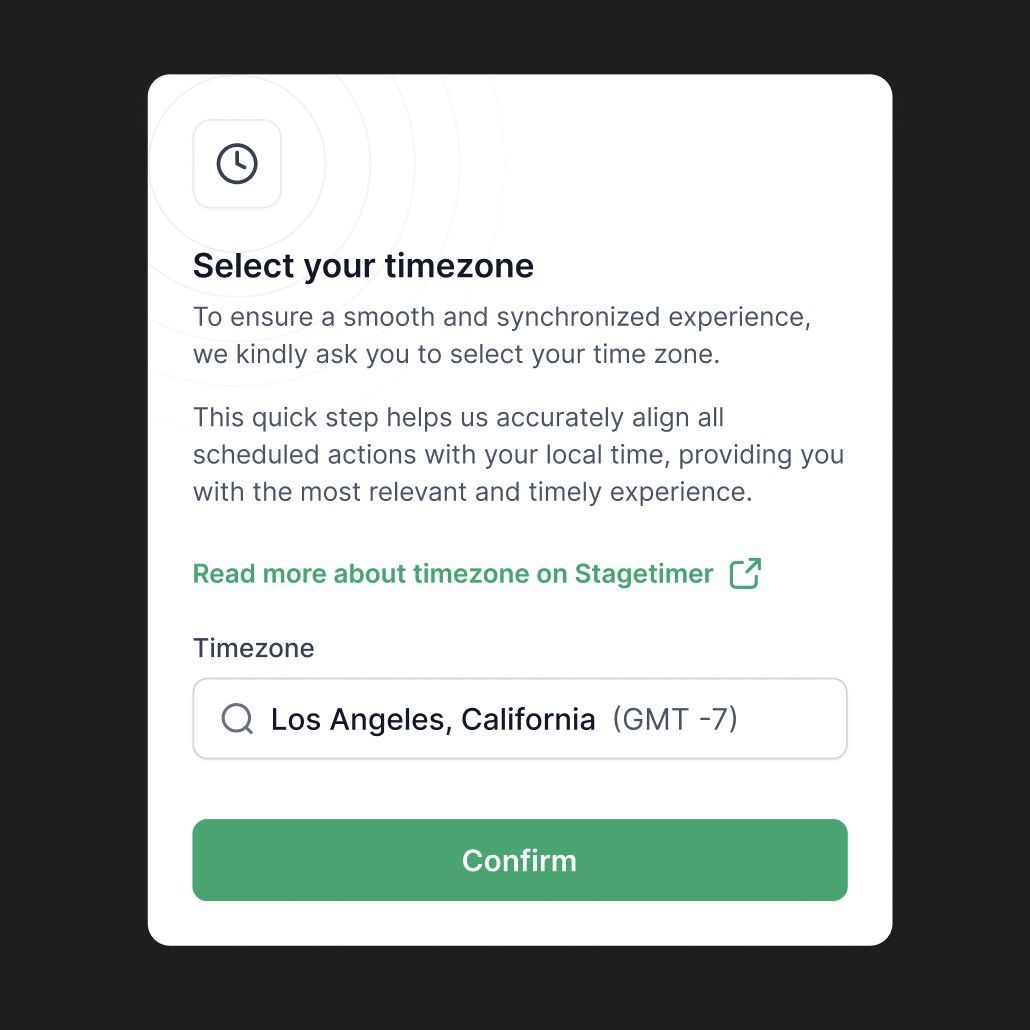 Select your timezone
To ensure a smooth and synchronized experience,
we kindly ask you to select your time zone.
This quick step helps us accurately align all
scheduled actions with your local time, providing you
with the most relevant and timely experience.
Read more about timezone on Stagetimer
Timezone
Los Angeles, California (GMT -7)
Confirm